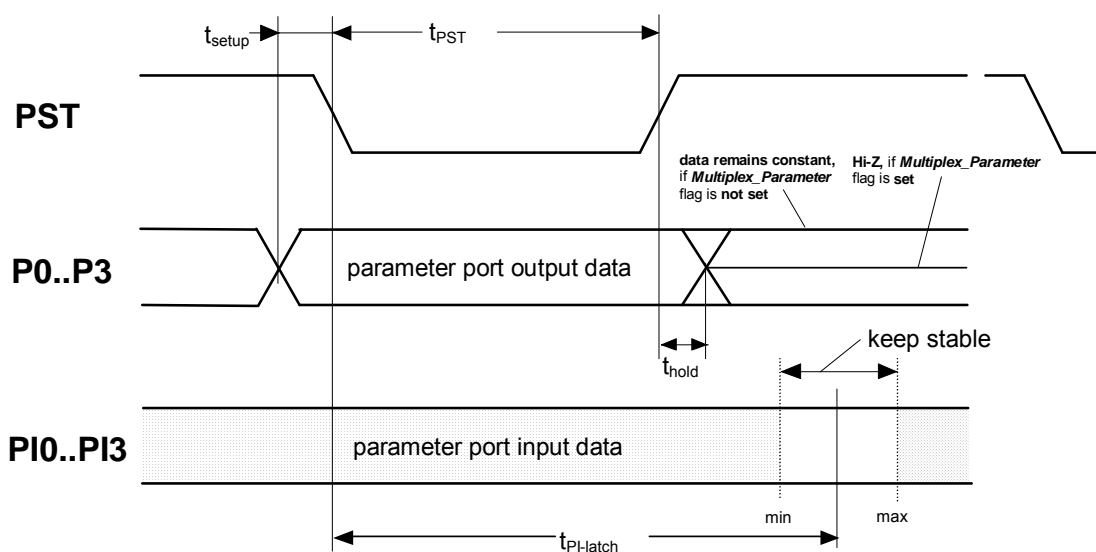 tsetup
tPST
PST
data remains constant,
if Multiplex_Parameter
flag is not set
Hi-Z, if Multiplex_Parameter
flag is set
P0..P3
parameter port output data
keep stable
thold
PI0..PI3
parameter port input data
min
max
tPI-latch